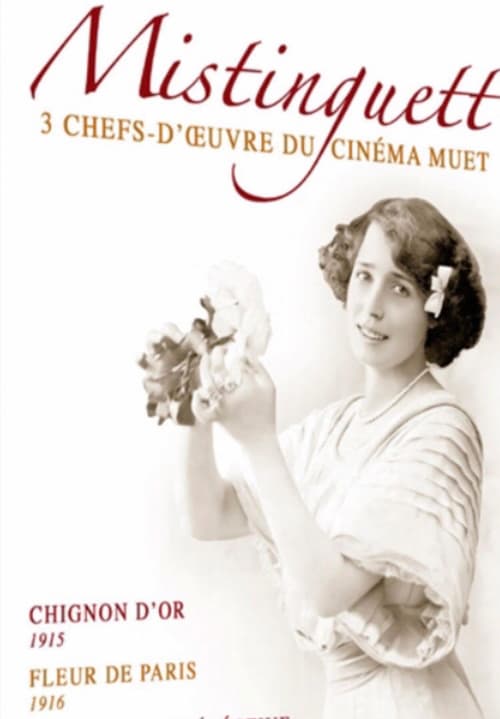 Mistinguett
3 CHEFS-D'ŒUVRE DU CINÉMA MUET
CHIGNON D'OR
1915
FLEUR DE PARIS
1916